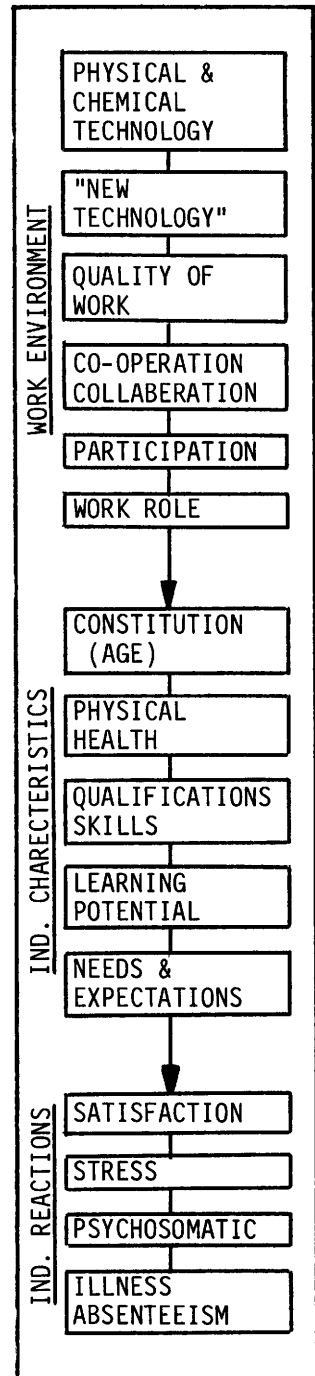 WORK ENVIRONMENT
PHYSICAL &
CHEMICAL
TECHNOLOGY
"NEW
TECHNOLOGY"
QUALITY OF
WORK
CO-OPERATION
COLLABERATION
PARTICIPATION
WORK ROLE
IND. CHARECTERISTICS
CONSTITUTION
(AGE)
PHYSICAL
HEALTH
QUALIFICATIONS
SKILLS
LEARNING
POTENTIAL
NEEDS &
EXPECTATIONS
IND. REACTIONS
SATISFACTION
STRESS
PSYCHOSOMATIC
ILLNESS
ABSENTEEISM